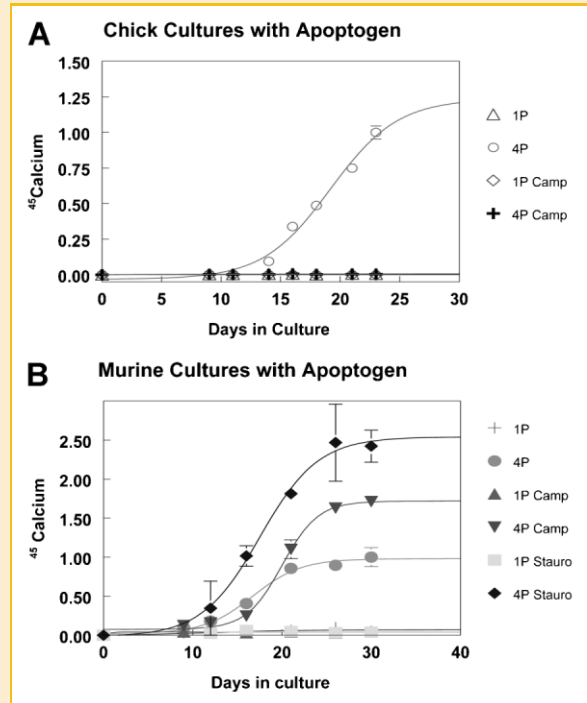 A
Chick Cultures with Apoptogen
1.50
1.25
1.00
0.75
0.50
0.25
0.00
45Calcium
0
5
10
15
20
25
30
Days in Culture
1P
4P
1P Camp
4P Camp
B
Murine Cultures with Apoptogen
2.50
2.00
1.50
1.00
0.50
0.00
45 Calcium
0
10
20
30
40
Days in culture
1P
4P
1P Camp
4P Camp
1P Stauro
4P Stauro